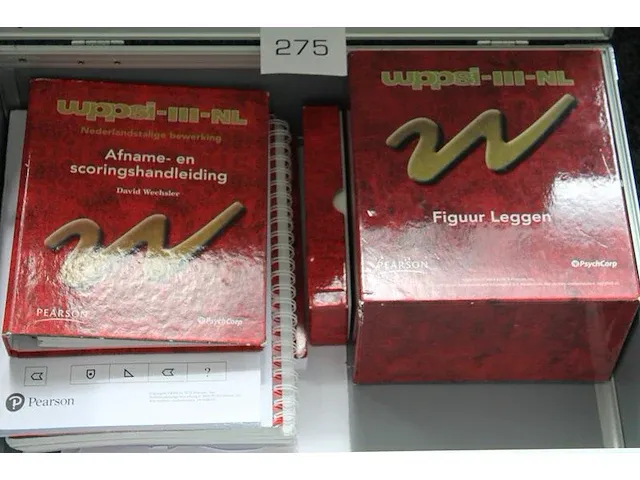 275
wppsi-III-NL
Nederlandstalige bewerking
Afname- en
scoringshandleiding
David Wechsler
PEARSON
PsychCorp
?
Pearson
wppsi-III-NL
Figuur Leggen
PEARSON
PsychCorp